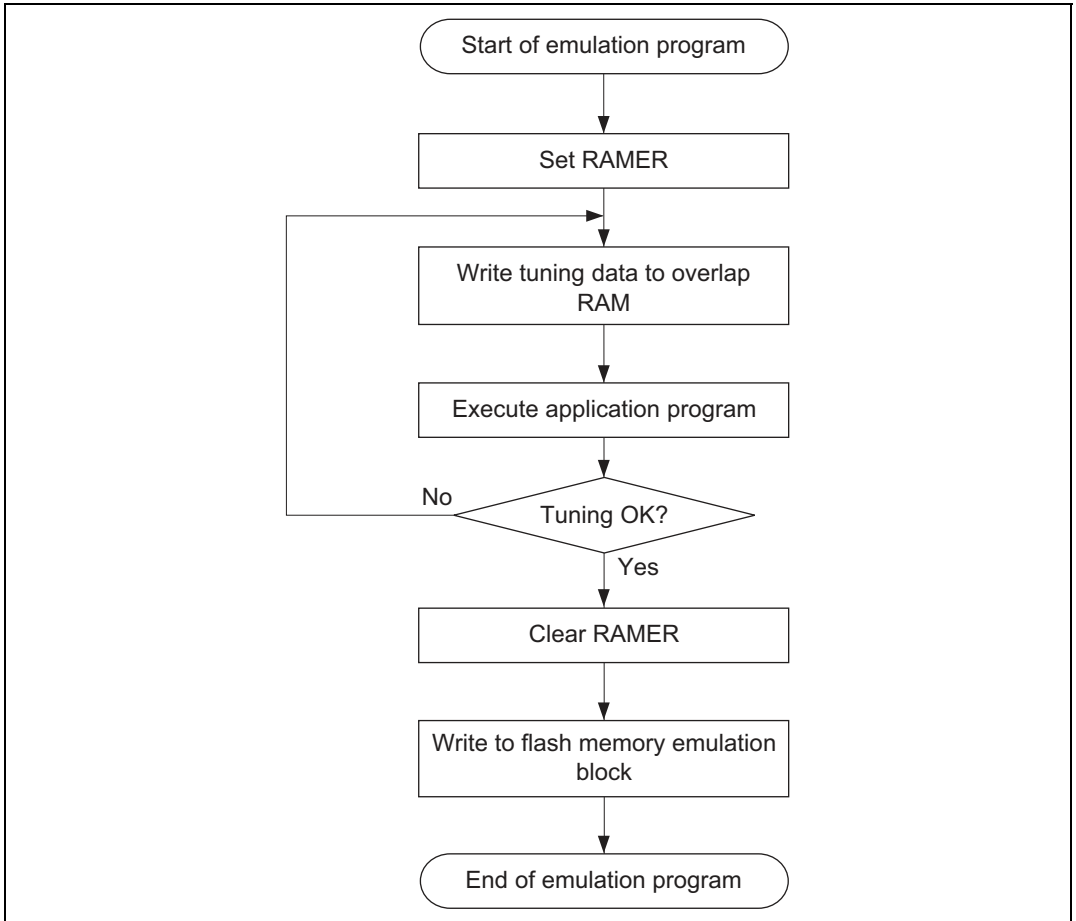 Start of emulation program
Set RAMER
Write tuning data to overlap
RAM
Execute application program
No
Tuning OK?
Yes
Clear RAMER
Write to flash memory emulation
block
End of emulation program